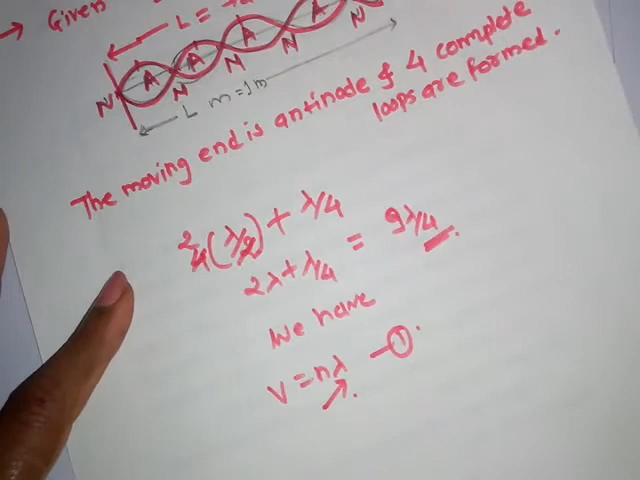 → Given
L =
A A A A
N N N N N
L m = 1m
The moving end is antinode & 4 complete
loops are formed.
4(λ/2) + λ/4 = 9λ/4
2
2λ + λ/4
We have
V = nλ —①